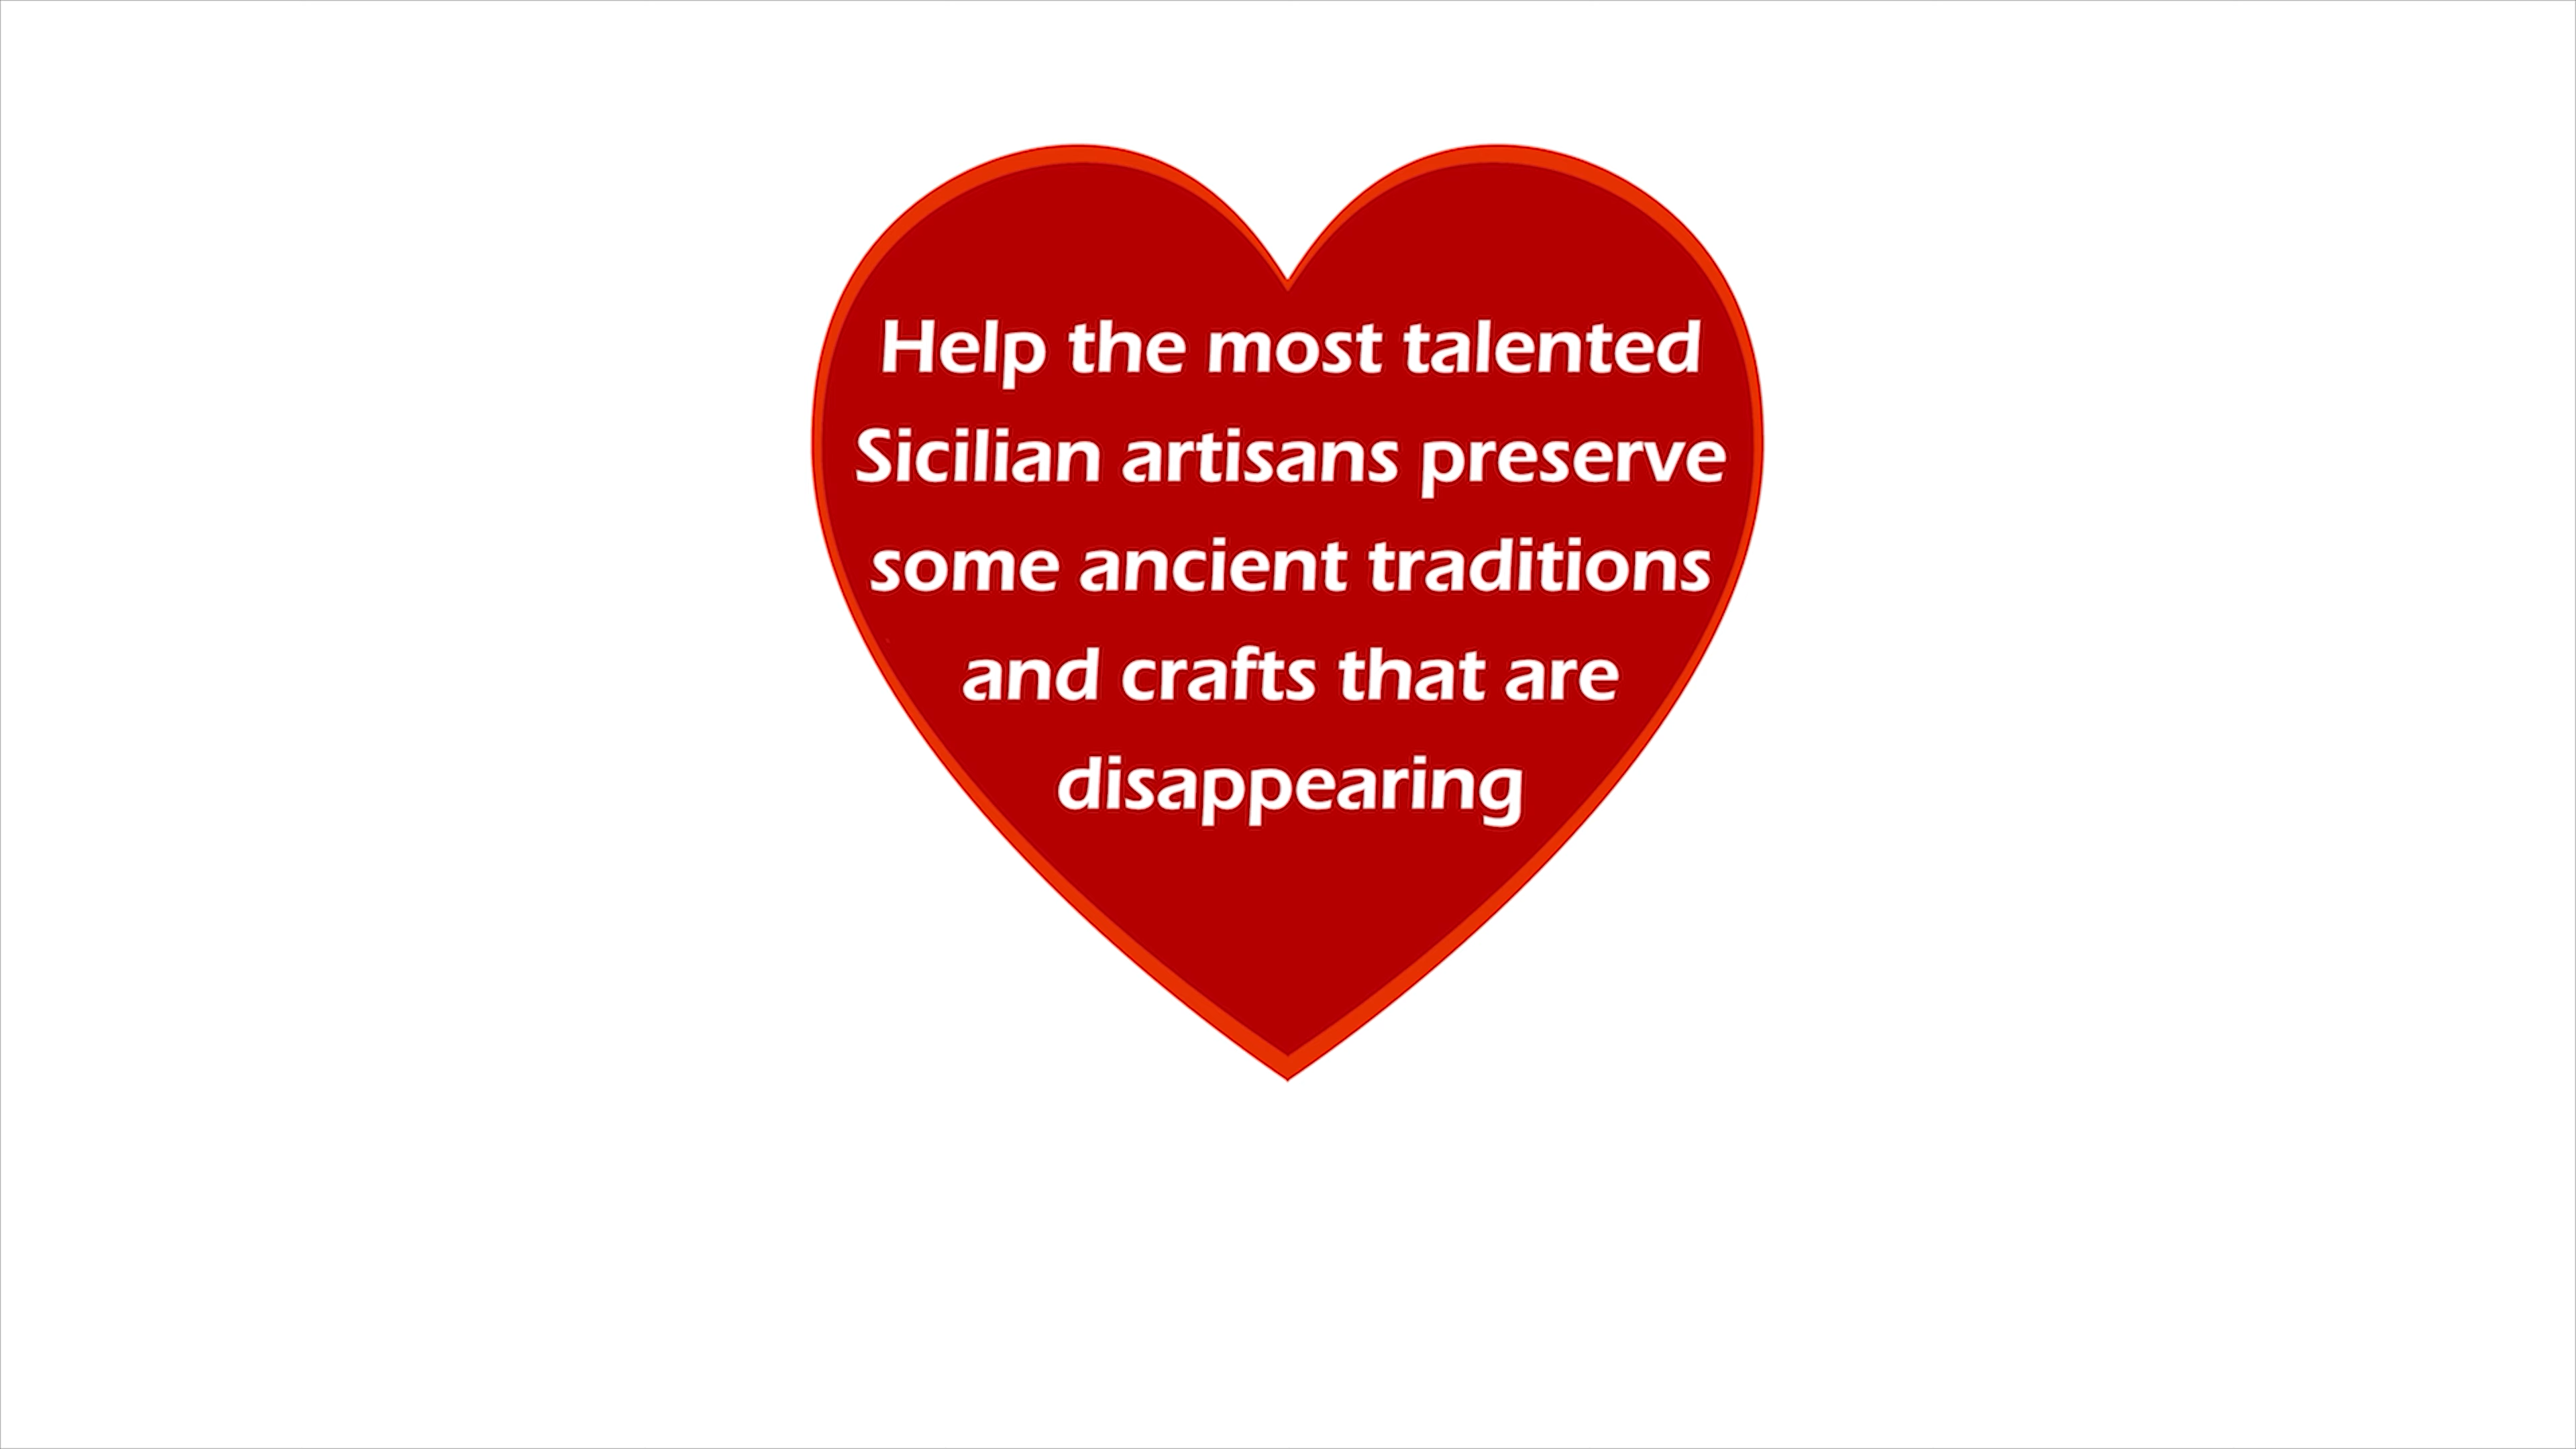 Help the most talented
Sicilian artisans preserve
some ancient traditions
and crafts that are
disappearing